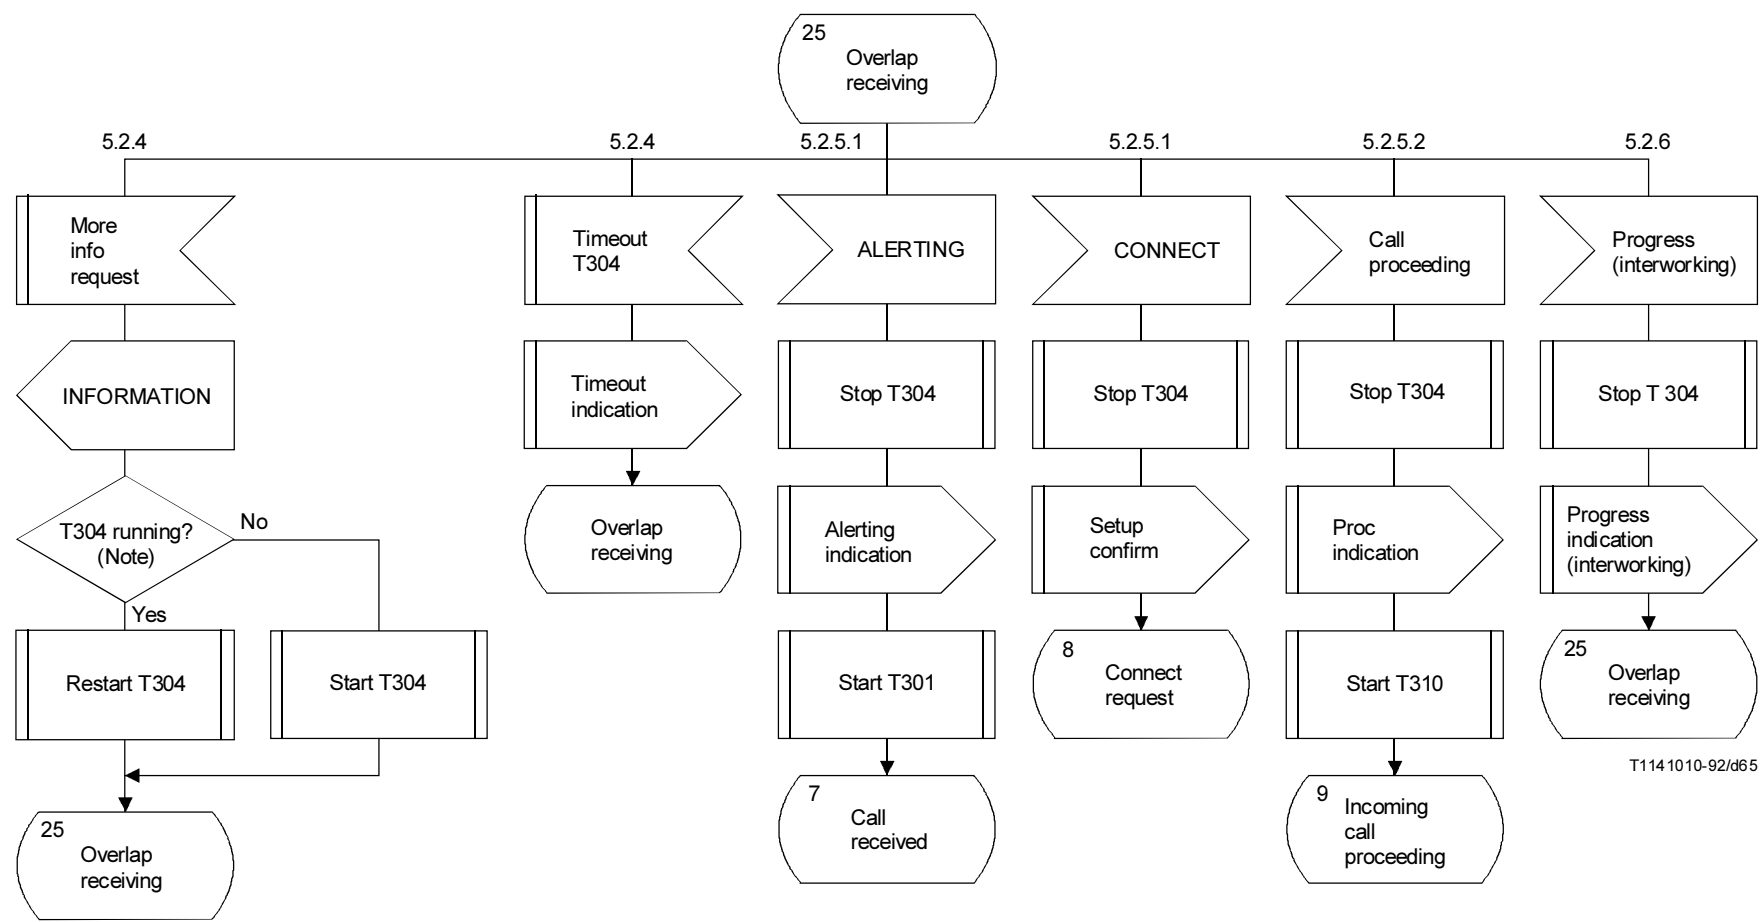 25
Overlap
receiving
5.2.4
5.2.4
5.2.5.1
5.2.5.1
5.2.5.2
5.2.6
More
info
request
Timeout
T304
ALERTING
CONNECT
Call
proceeding
Progress
(interworking)
INFORMATION
Timeout
indication
Stop T304
Stop T304
Stop T304
Stop T 304
T304 running?
(Note)
No
Yes
Overlap
receiving
Alerting
indication
Setup
confirm
Proc
indication
Progress
indication
(interworking)
Restart T304
Start T304
Start T301
8
Connect
request
Start T310
25
Overlap
receiving
T1141010-92/d65
25
Overlap
receiving
7
Call
received
9
Incoming
call
proceeding